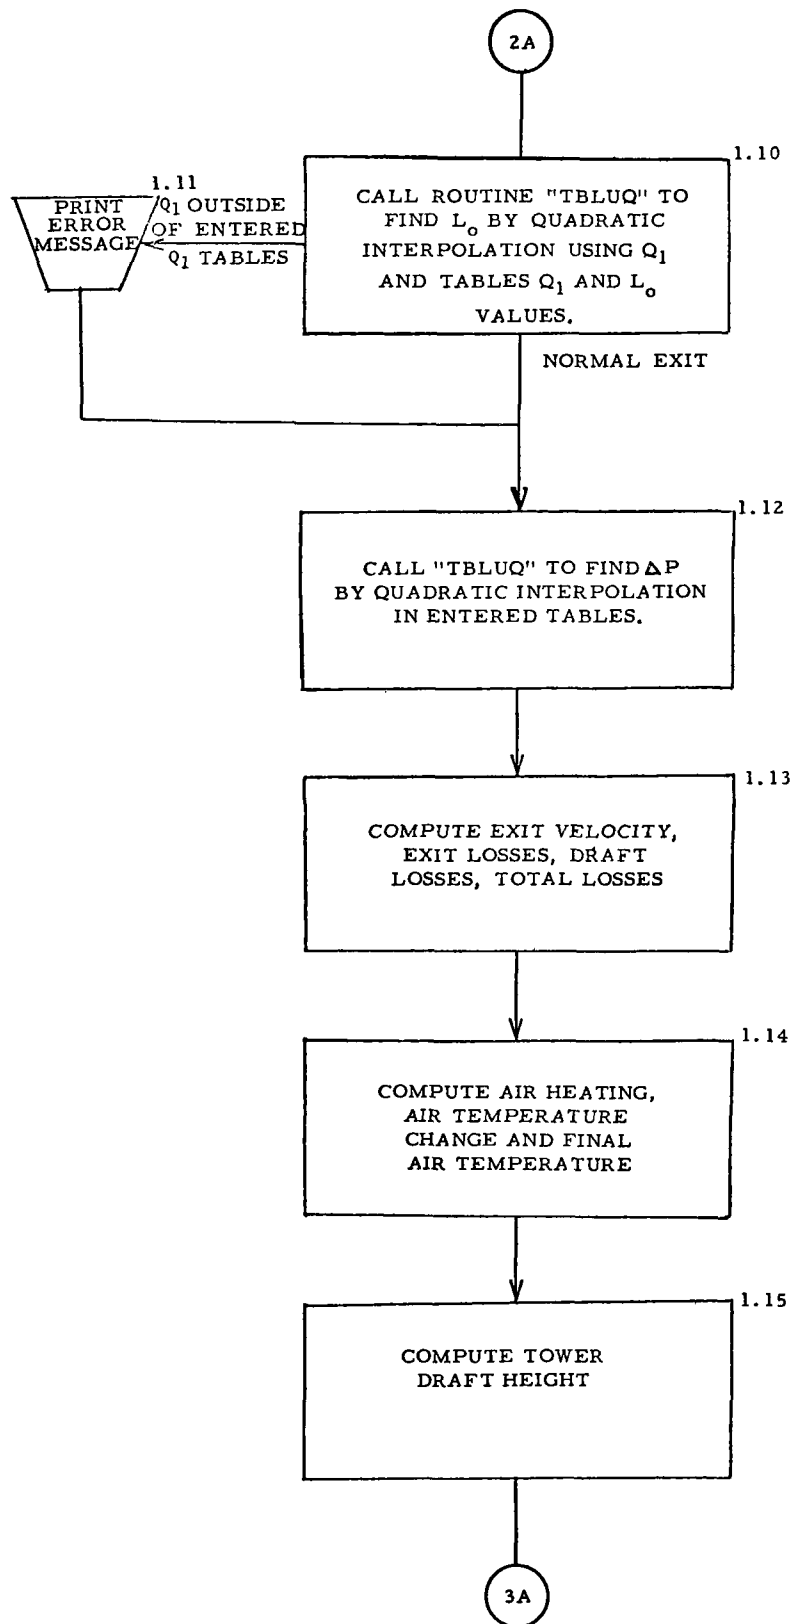 2A
1.10
CALL ROUTINE "TBLUQ" TO
FIND Lo BY QUADRATIC
INTERPOLATION USING Q1
AND TABLES Q1 AND Lo
VALUES.
1.11
PRINT
ERROR
MESSAGE
Q1 OUTSIDE
OF ENTERED
Q1 TABLES
NORMAL EXIT
1.12
CALL "TBLUQ" TO FIND ΔP
BY QUADRATIC INTERPOLATION
IN ENTERED TABLES.
1.13
COMPUTE EXIT VELOCITY,
EXIT LOSSES, DRAFT
LOSSES, TOTAL LOSSES
1.14
COMPUTE AIR HEATING,
AIR TEMPERATURE
CHANGE AND FINAL
AIR TEMPERATURE
1.15
COMPUTE TOWER
DRAFT HEIGHT
3A